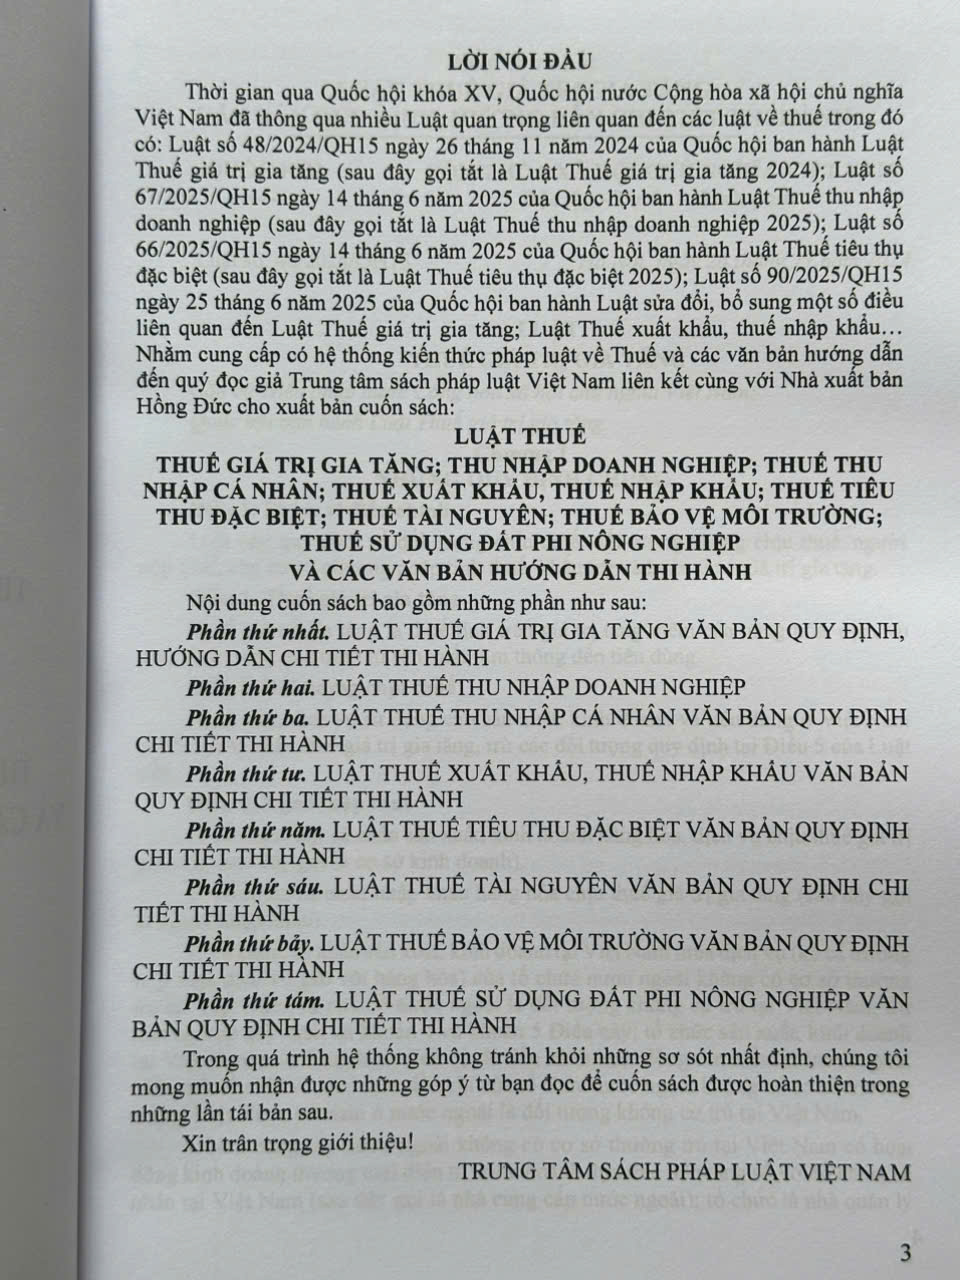 LỜI NÓI ĐẦU
Thời gian qua Quốc hội khóa XV, Quốc hội nước Cộng hòa xã hội chủ nghĩa
Việt Nam đã thông qua nhiều Luật quan trọng liên quan đến các luật về thuế trong đó
có: Luật số 48/2024/QH15 ngày 26 tháng 11 năm 2024 của Quốc hội ban hành Luật
Thuế giá trị gia tăng (sau đây gọi tắt là Luật Thuế giá trị gia tăng 2024); Luật số
67/2025/QH15 ngày 14 tháng 6 năm 2025 của Quốc hội ban hành Luật Thuế thu nhập
doanh nghiệp (sau đây gọi tắt là Luật Thuế thu nhập doanh nghiệp 2025); Luật số
66/2025/QH15 ngày 14 tháng 6 năm 2025 của Quốc hội ban hành Luật Thuế tiêu thụ
đặc biệt (sau đây gọi tắt là Luật Thuế tiêu thụ đặc biệt 2025); Luật số 90/2025/QH15
ngày 25 tháng 6 năm 2025 của Quốc hội ban hành Luật sửa đổi, bổ sung một số điều
liên quan đến Luật Thuế giá trị gia tăng; Luật Thuế xuất khẩu, thuế nhập khẩu…
Nhằm cung cấp có hệ thống kiến thức pháp luật về Thuế và các văn bản hướng dẫn
đến quý đọc giả Trung tâm sách pháp luật Việt Nam liên kết cùng với Nhà xuất bản
Hồng Đức cho xuất bản cuốn sách:
LUẬT THUẾ
THUẾ GIÁ TRỊ GIA TĂNG; THU NHẬP DOANH NGHIỆP; THUẾ THU
NHẬP CÁ NHÂN; THUẾ XUẤT KHẨU, THUẾ NHẬP KHẨU; THUẾ TIÊU
THU ĐẶC BIỆT; THUẾ TÀI NGUYÊN; THUẾ BẢO VỆ MÔI TRƯỜNG;
THUẾ SỬ DỤNG ĐẤT PHI NÔNG NGHIỆP
VÀ CÁC VĂN BẢN HƯỚNG DẪN THI HÀNH
Nội dung cuốn sách bao gồm những phần như sau:
Phần thứ nhất. LUẬT THUẾ GIÁ TRỊ GIA TĂNG VĂN BẢN QUY ĐỊNH,
HƯỚNG DẪN CHI TIẾT THI HÀNH
Phần thứ hai. LUẬT THUẾ THU NHẬP DOANH NGHIỆP
Phần thứ ba. LUẬT THUẾ THU NHẬP CÁ NHÂN VĂN BẢN QUY ĐỊNH
CHI TIẾT THI HÀNH
Phần thứ tư. LUẬT THUẾ XUẤT KHẨU, THUẾ NHẬP KHẨU VĂN BẢN
QUY ĐỊNH CHI TIẾT THI HÀNH
Phần thứ năm. LUẬT THUẾ TIÊU THU ĐẶC BIỆT VĂN BẢN QUY ĐỊNH
CHI TIẾT THI HÀNH
Phần thứ sáu. LUẬT THUẾ TÀI NGUYÊN VĂN BẢN QUY ĐỊNH CHI
TIẾT THI HÀNH
Phần thứ bảy. LUẬT THUẾ BẢO VỆ MÔI TRƯỜNG VĂN BẢN QUY ĐỊNH
CHI TIẾT THI HÀNH
Phần thứ tám. LUẬT THUẾ SỬ DỤNG ĐẤT PHI NÔNG NGHIỆP VĂN
BẢN QUY ĐỊNH CHI TIẾT THI HÀNH
Trong quá trình hệ thống không tránh khỏi những sơ sót nhất định, chúng tôi
mong muốn nhận được những góp ý từ bạn đọc để cuốn sách được hoàn thiện trong
những lần tái bản sau.
Xin trân trọng giới thiệu!
TRUNG TÂM SÁCH PHÁP LUẬT VIỆT NAM
3